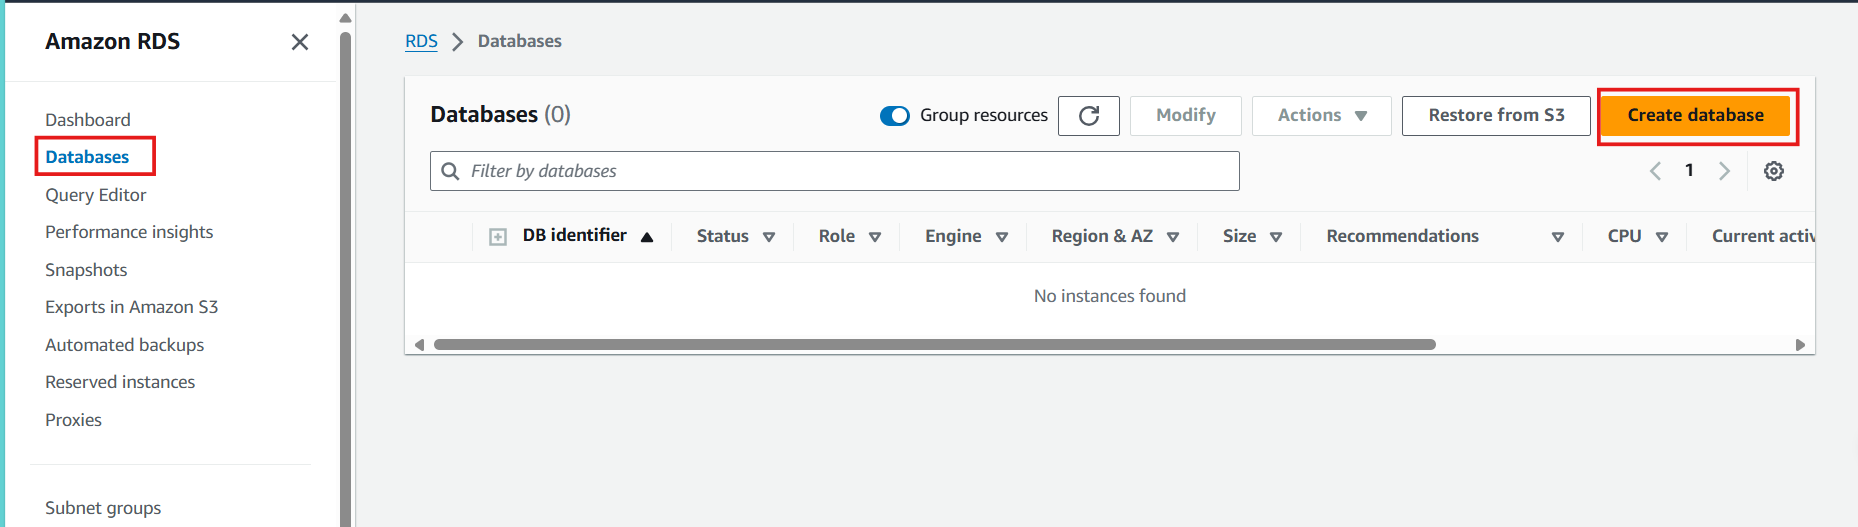 Amazon RDS
Dashboard
Databases
Query Editor
Performance insights
Snapshots
Exports in Amazon S3
Automated backups
Reserved instances
Proxies
Subnet groups
RDS > Databases
Databases (0)
Group resources
Modify
Actions
Restore from S3
Create database
Filter by databases
1
DB identifier Status Role Engine Region & AZ Size Recommendations CPU Current activ
No instances found